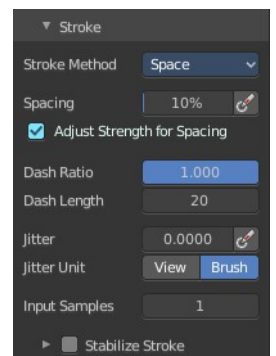 Stroke
Stroke Method Space
Spacing 10%
Adjust Strength for Spacing
Dash Ratio 1.000
Dash Length 20
Jitter 0.0000
Jitter Unit View Brush
Input Samples 1
Stabilize Stroke